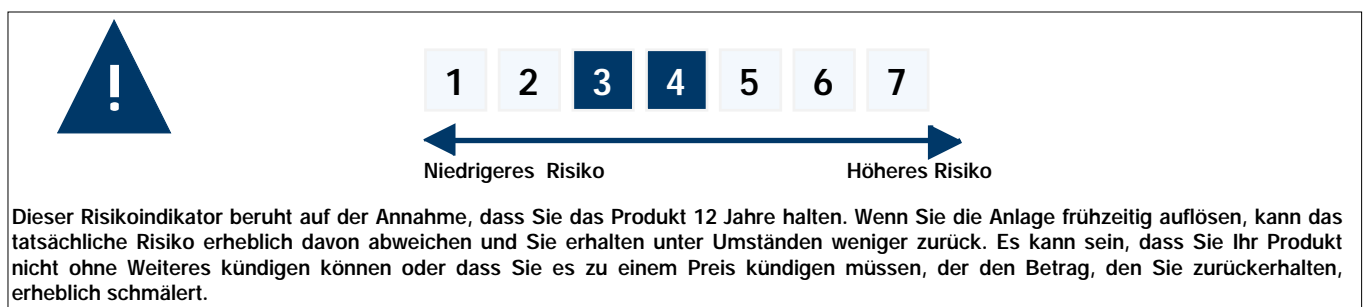 !
1 2 3 4 5 6 7
Niedrigeres Risiko Höheres Risiko
Dieser Risikoindikator beruht auf der Annahme, dass Sie das Produkt 12 Jahre halten. Wenn Sie die Anlage frühzeitig auflösen, kann das
tatsächliche Risiko erheblich davon abweichen und Sie erhalten unter Umständen weniger zurück. Es kann sein, dass Sie Ihr Produkt
nicht ohne Weiteres kündigen können oder dass Sie es zu einem Preis kündigen müssen, der den Betrag, den Sie zurückerhalten,
erheblich schmälert.